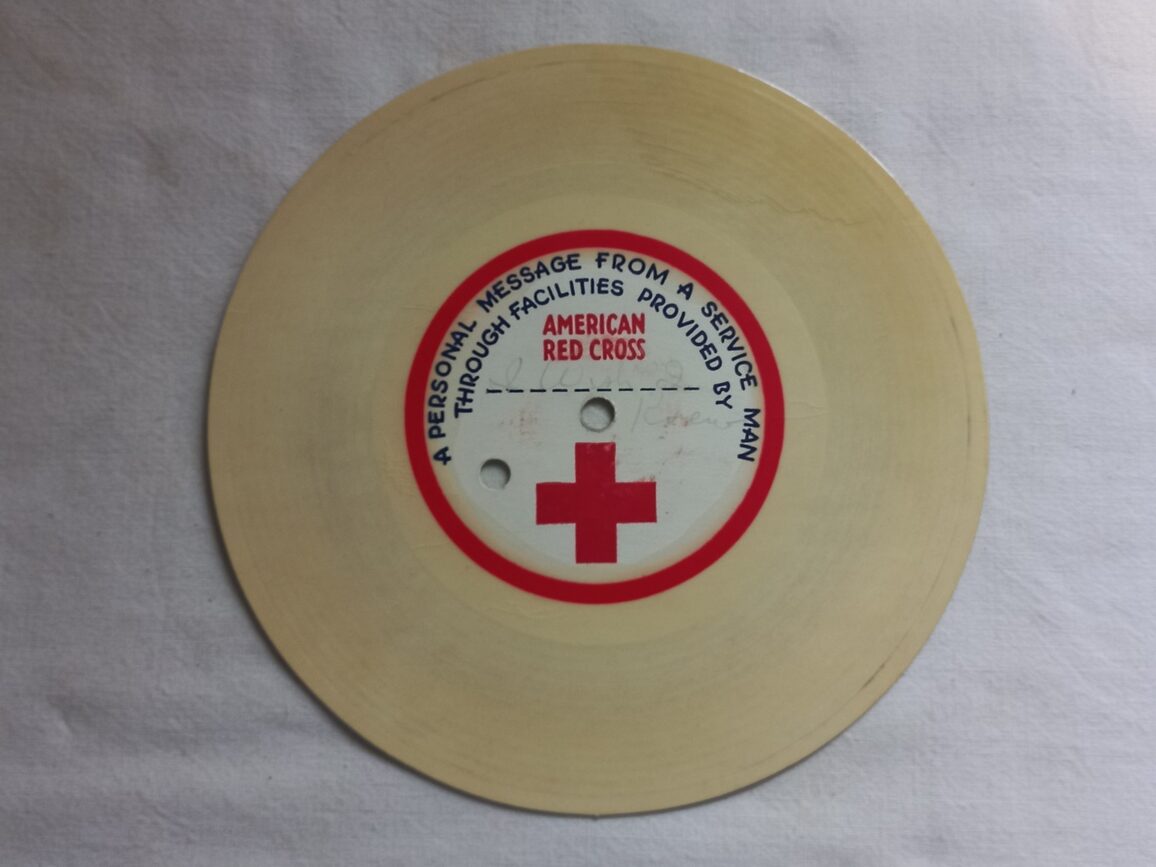 A PERSONAL MESSAGE FROM A SERVICE MAN
THROUGH FACILITIES PROVIDED BY
AMERICAN
RED CROSS
I